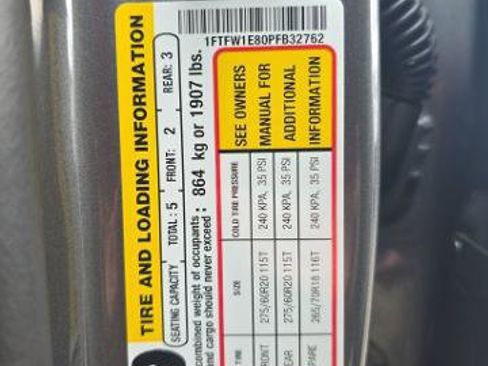 1FTFW1E80PFB32762
TIRE AND LOADING INFORMATION
SEATING CAPACITY TOTAL: 5 FRONT: 2 REAR: 3
combined weight of occupants
and cargo should never exceed: 864 kg or 1907 lbs.
SIZE COLD TIRE PRESSURE
275/60R20 115T 240 KPA, 35 PSI
275/60R20 115T 240 KPA, 35 PSI
265/70R18 116T 240 KPA, 35 PSI
SEE OWNERS
MANUAL FOR
ADDITIONAL
INFORMATION